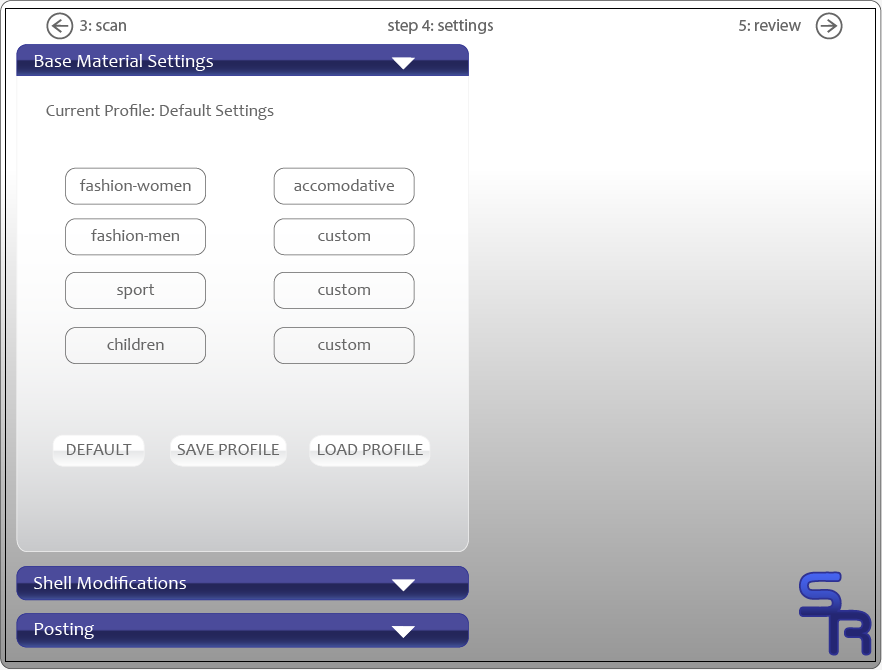 3: scan
step 4: settings
5: review
Base Material Settings
Current Profile: Default Settings
fashion-women
accomodative
fashion-men
custom
sport
custom
children
custom
DEFAULT
SAVE PROFILE
LOAD PROFILE
Shell Modifications
Posting
SR